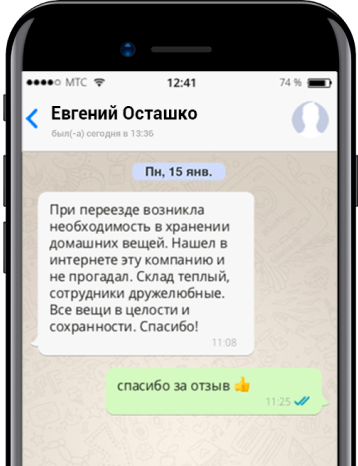 МТС 12:41 74 %
Евгений Осташко
был(-а) сегодня в 13:36
Пн, 15 янв.
При переезде возникла
необходимость в хранении
домашних вещей. Нашел в
интернете эту компанию и
не прогадал. Склад теплый,
сотрудники дружелюбные.
Все вещи в целости и
сохранности. Спасибо!
11:08
спасибо за отзыв 👍
11:25